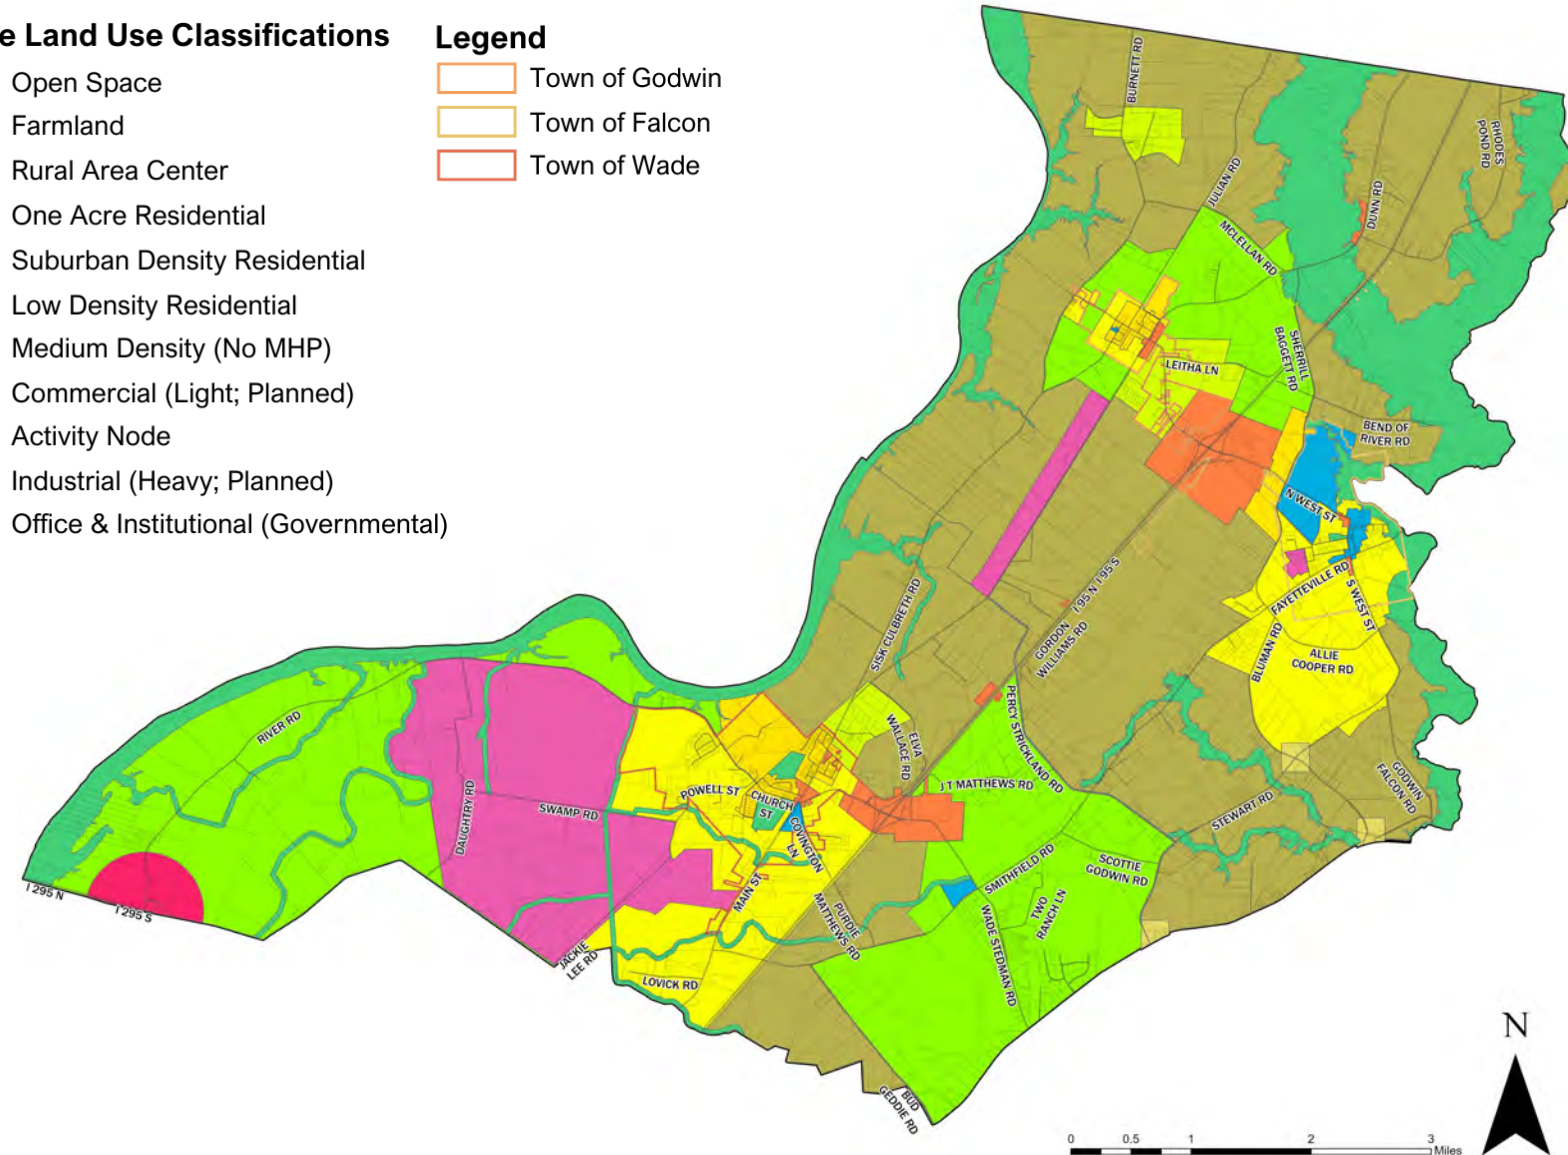 e Land Use Classifications
Open Space
Farmland
Rural Area Center
One Acre Residential
Suburban Density Residential
Low Density Residential
Medium Density (No MHP)
Commercial (Light; Planned)
Activity Node
Industrial (Heavy; Planned)
Office & Institutional (Governmental)
Legend
Town of Godwin
Town of Falcon
Town of Wade
BURNETT RD
RHODES
POND RD
JULIAN RD
DUNN RD
MCLELLAN RD
SHERRILL
BAGGETT RD
LEITHA LN
BEND OF
RIVER RD
N WEST ST
FAYETTEVILLE RD
S WEST ST
I 95 N I 95 S
GORDON
WILLIAMS RD
SISK CULBRETH RD
BLUMAN RD
ALLIE
COOPER RD
RIVER RD
PERCY STRICKLAND RD
ELVA
WALLACE RD
GODWIN
FALCON RD
J T MATTHEWS RD
POWELL ST
CHURCH
ST
DAUGHTRY RD
SWAMP RD
COVINGTON
LN
STEWART RD
SMITHFIELD RD
SCOTTIE
GODWIN RD
MAIN ST
I 295 N
I 295 S
PURDIE
MATTHEWS RD
TWO
RANCH LN
WADE STEDMAN RD
JACKIE
LEE RD
LOVICK RD
BUD
GEDDIE RD
N
0 0.5 1 2 3
Miles